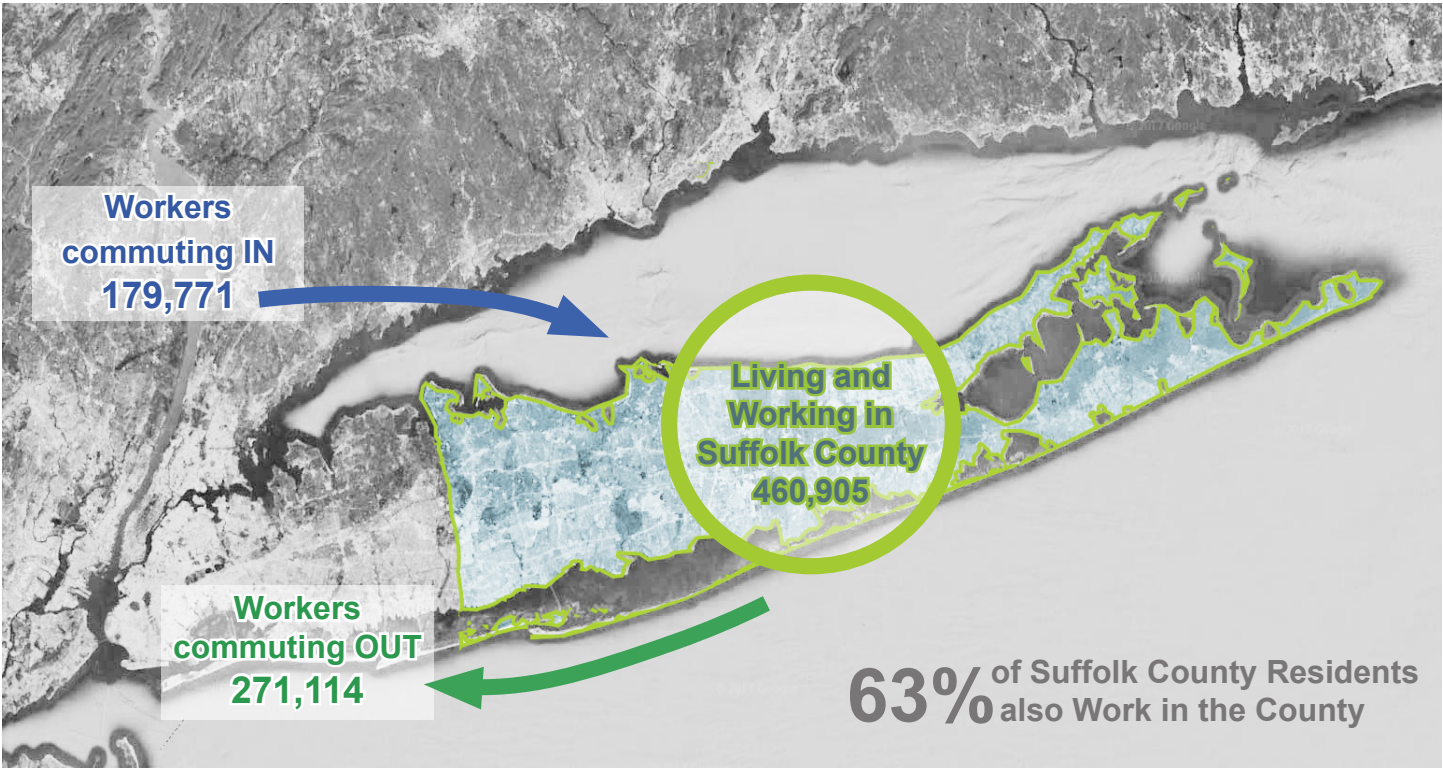 Workers
commuting IN
179,771
Living and
Working in
Suffolk County
460,905
Workers
commuting OUT
271,114
63% of Suffolk County Residents
also Work in the County